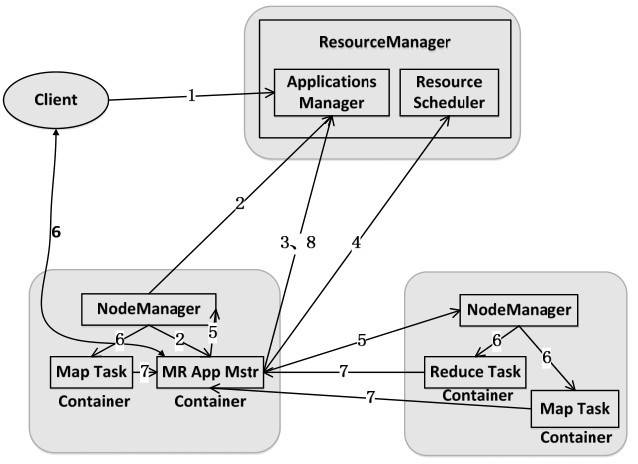 ResourceManager
Applications
Manager
Resource
Scheduler
Client
1
2
6
3、8
4
NodeManager
6
2
5
Map Task
7
MR App Mstr
Container
Container
5
7
7
NodeManager
6
6
Reduce Task
Container
Map Task
Container